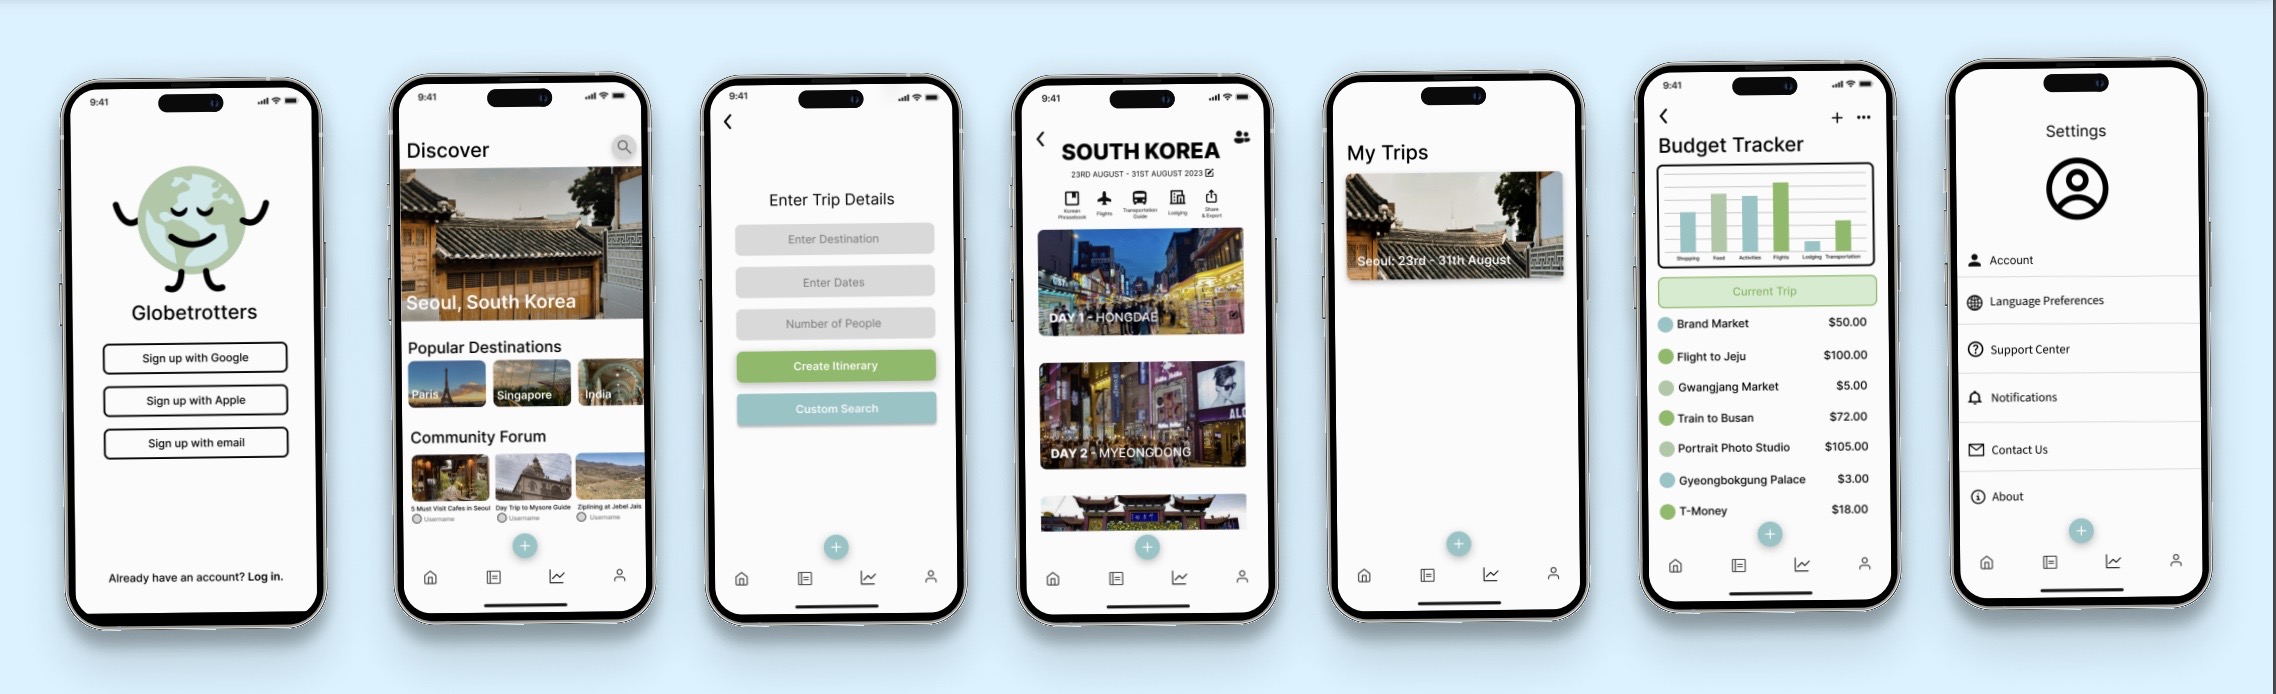 9:41
Globetrotters
Sign up with Google
Sign up with Apple
Sign up with email
Already have an account? Log in.
9:41
Discover
Seoul, South Korea
Popular Destinations
Paris
Singapore
India
Community Forum
5 Must Visit Cafes in Seoul
Day Trip to Mysore Guide
Ziplining at Jebel Jais
Username
Username
Username
9:41
Enter Trip Details
Enter Destination
Enter Dates
Number of People
Create Itinerary
Custom Search
9:41
SOUTH KOREA
23RD AUGUST - 31ST AUGUST 2023
Korean
Phrasebook
Flights
Transportation
Guide
Lodging
Share
& Export
DAY 1 - HONGDAE
DAY 2 - MYEONGDONG
My Trips
Seoul: 23rd - 31th August
9:41
Budget Tracker
Shopping
Food
Activities
Flights
Lodging
Transportation
Current Trip
Brand Market $50.00
Flight to Jeju $100.00
Gwangjang Market $5.00
Train to Busan $72.00
Portrait Photo Studio $105.00
Gyeongbokgung Palace $3.00
T-Money $18.00
Settings
Account
Language Preferences
Support Center
Notifications
Contact Us
About